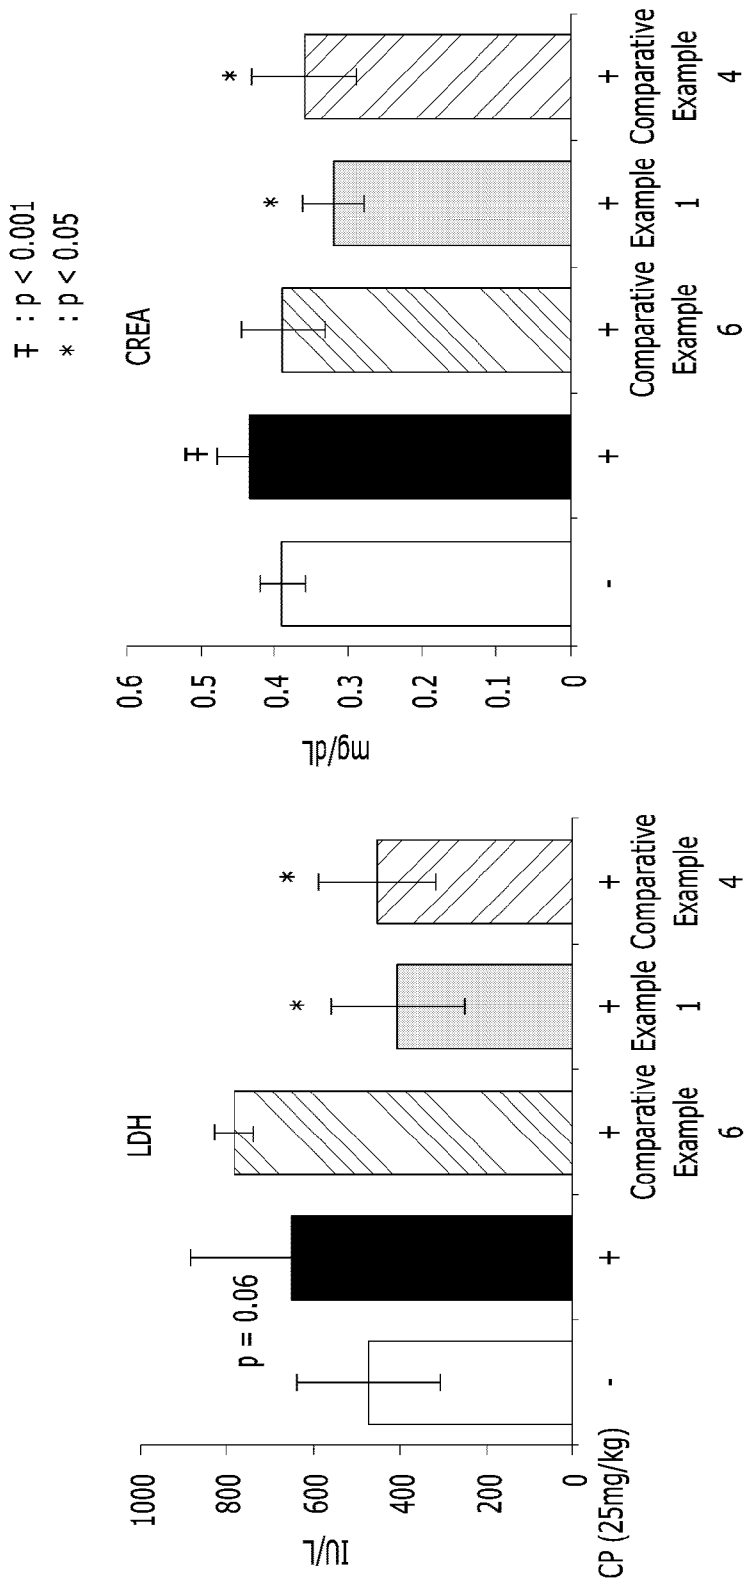 Ŧ : p < 0.001
* : p < 0.05
LDH
1000
800
600
400
200
0
IU/L
p = 0.06
*
*
CP (25mg/kg)
- + + + +
Comparative Example Comparative
Example 1 Example
6 4
CREA
0.6
0.5
0.4
0.3
0.2
0.1
0
mg/dL
Ŧ
*
*
- + + + +
Comparative Example Comparative
Example 1 Example
6 4